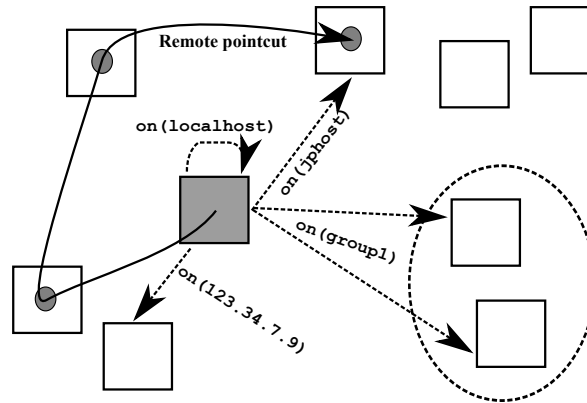 Remote pointcut
on(localhost)
on(jphost)
on(group1)
on(123.34.7.9)